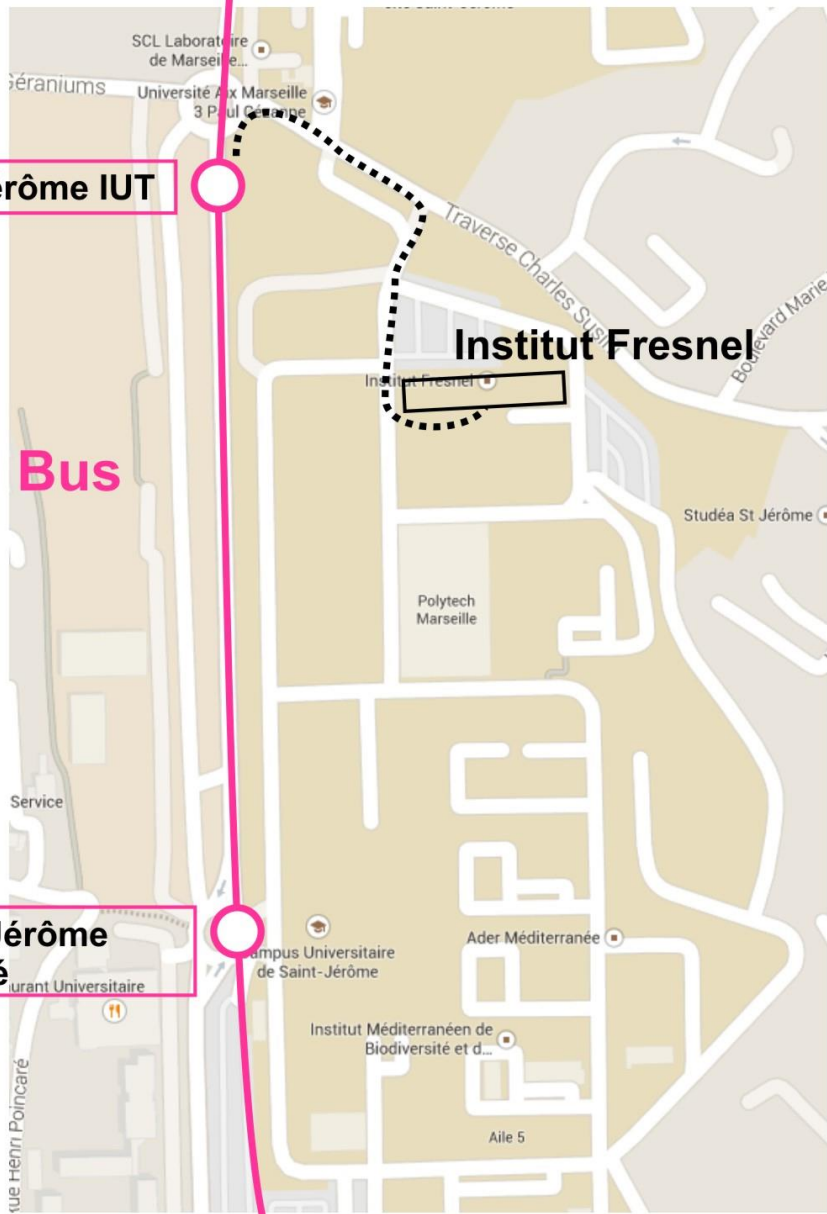 SCL Laboratoire
de Marseille...
Géraniums
Université Aix Marseille
3 Paul Cézanne
IUT
Traverse Charles Susini
Boulevard Marie
Institut Fresnel
Institut Fresnel
Bus
Studéa St Jérôme
Polytech
Marseille
Service
Jérôme
Ader Méditerranée
Campus Universitaire
de Saint-Jérôme
Universitaire
Institut Méditerranéen de
Biodiversité et d...
Rue Henri Poincaré
Aile 5